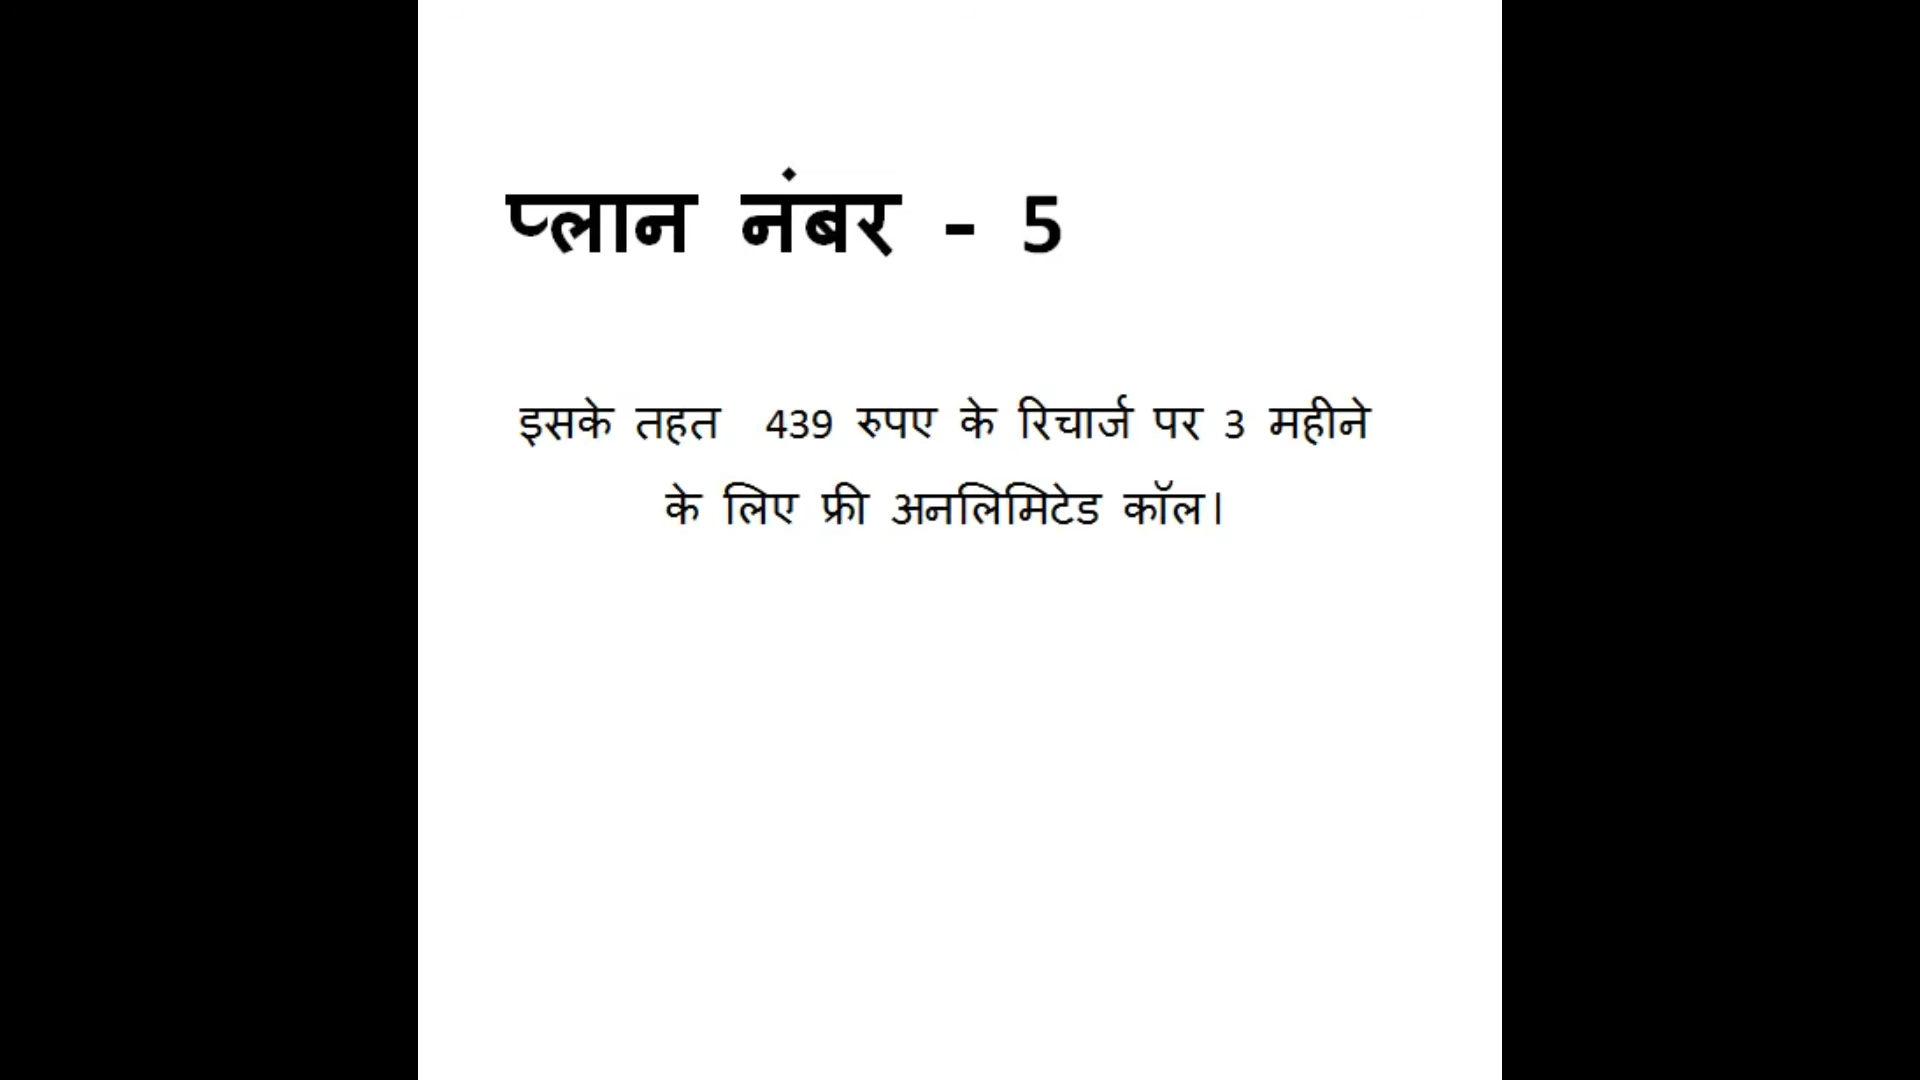 प्लान नंबर - 5
इसके तहत 439 रुपए के रिचार्ज पर 3 महीने
के लिए फ्री अनलिमिटेड कॉल।